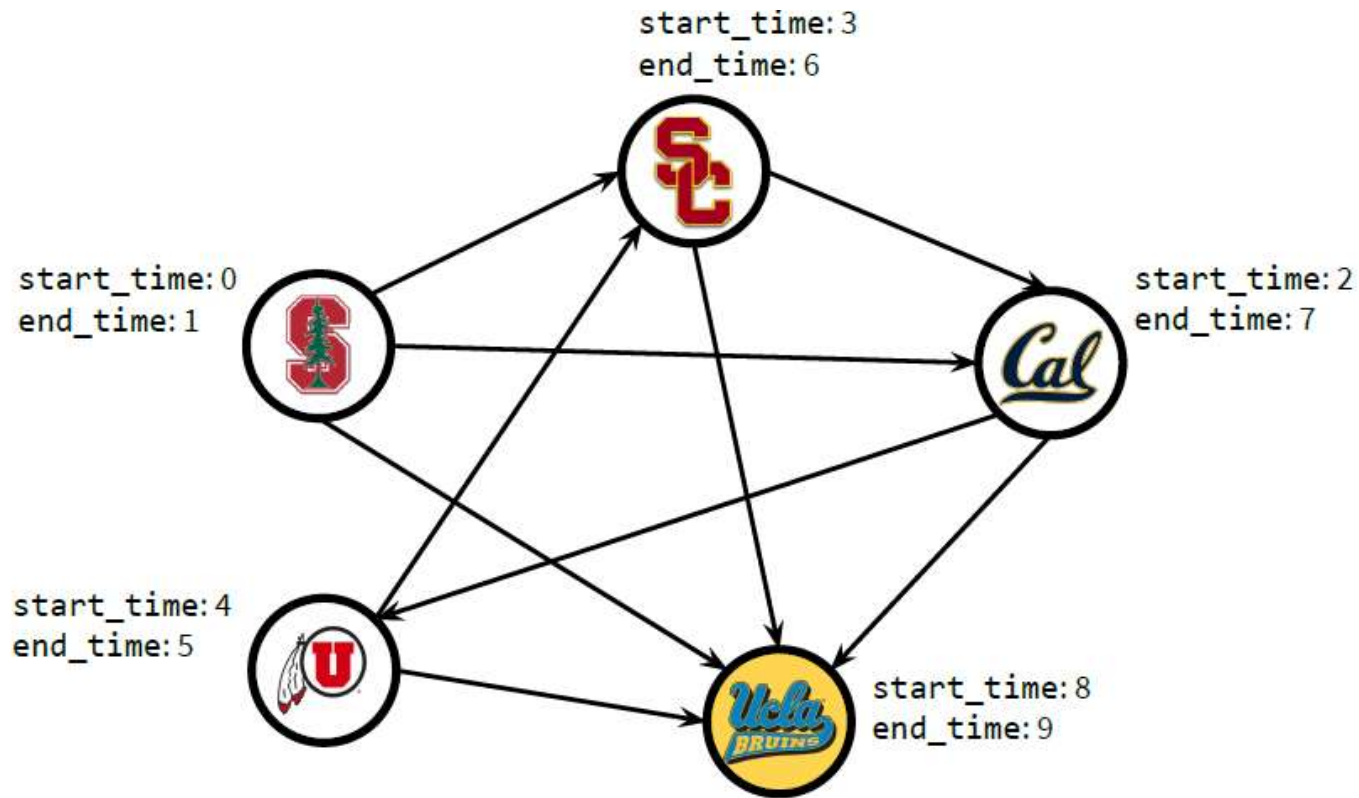 start_time: 3
end_time: 6
SC
start_time: 0
end_time: 1
S
start_time: 2
end_time: 7
Cal
start_time: 4
end_time: 5
U
Ucla
BRUINS
start_time: 8
end_time: 9